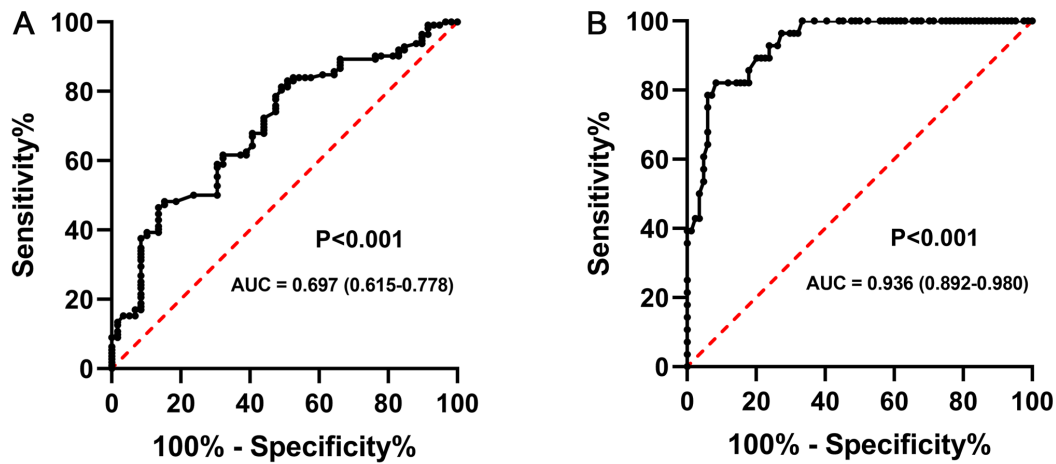 A
Sensitivity%
100
80
60
40
20
0
P<0.001
AUC = 0.697 (0.615-0.778)
0 20 40 60 80 100
100% - Specificity%
B
Sensitivity%
100
80
60
40
20
0
P<0.001
AUC = 0.936 (0.892-0.980)
0 20 40 60 80 100
100% - Specificity%